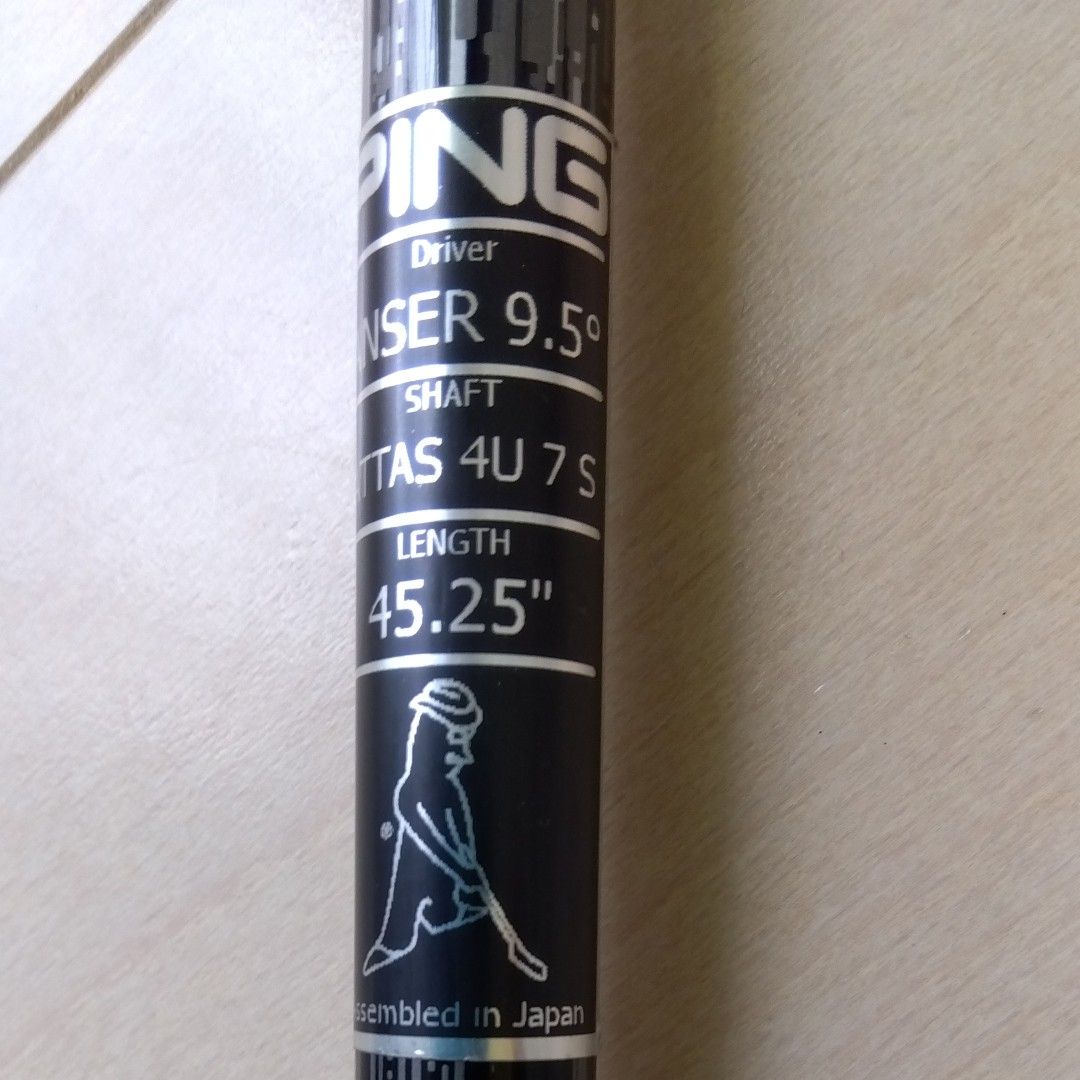 PING
Driver
NSER 9.5°
SHAFT
TTAS 4U 7 S
LENGTH
45.25"
®
ssembled in Japan